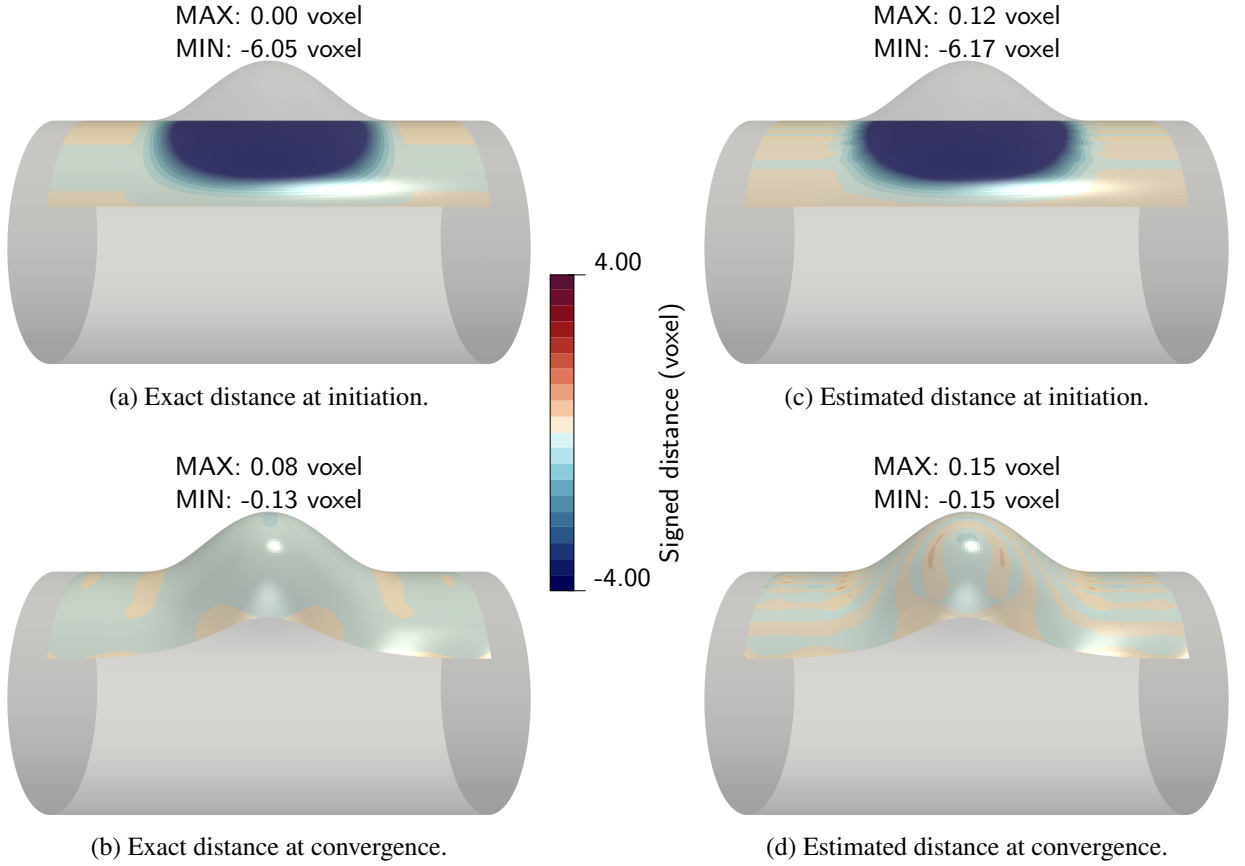 MAX: 0.00 voxel
MIN: -6.05 voxel
(a) Exact distance at initiation.
MAX: 0.12 voxel
MIN: -6.17 voxel
(c) Estimated distance at initiation.
4.00
Signed distance (voxel)
-4.00
MAX: 0.08 voxel
MIN: -0.13 voxel
(b) Exact distance at convergence.
MAX: 0.15 voxel
MIN: -0.15 voxel
(d) Estimated distance at convergence.